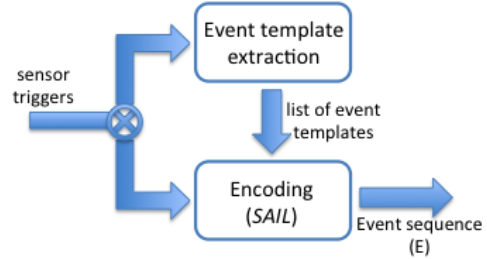 sensor
triggers
Event template
extraction
list of event
templates
Encoding
(SAIL)
Event sequence
(E)